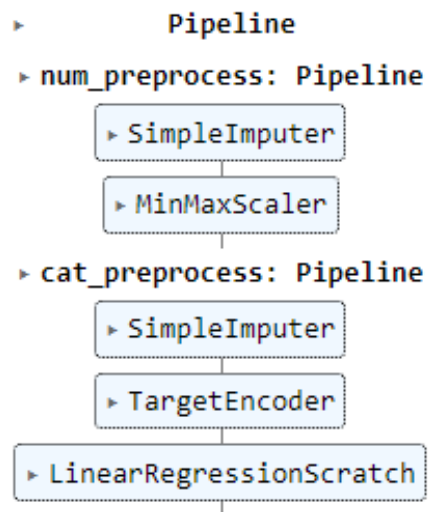 Pipeline
num_preprocess: Pipeline
SimpleImputer
MinMaxScaler
cat_preprocess: Pipeline
SimpleImputer
TargetEncoder
LinearRegressionScratch